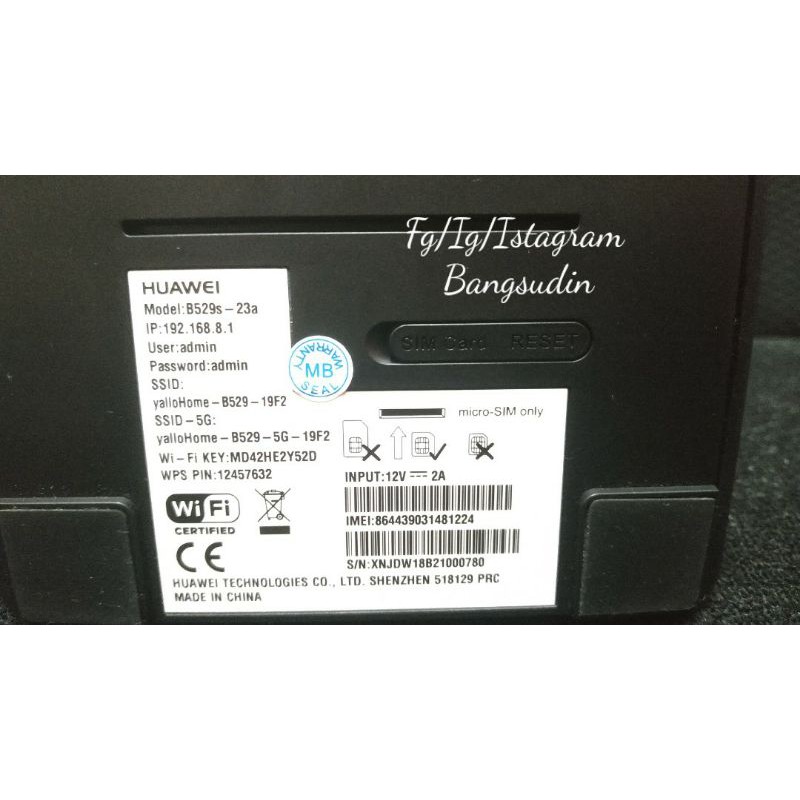 Fg/Ig/Istagram
Bangsudin
HUAWEI
Model:B529s-23a
IP:192.168.8.1
User:admin
Password:admin
SSID:
yalloHome-B529-19F2
SSID-5G:
yalloHome-B529-5G-19F2
Wi-Fi KEY:MD42HE2Y52D
WPS PIN:12457632
WARRANTY
MB
SEAL
SIM Card RESET
micro-SIM only
INPUT:12V 2A
IMEI:864439031481224
S/N:XNJDW18B21000780
Wi Fi
CERTIFIED
CE
HUAWEI TECHNOLOGIES CO., LTD. SHENZHEN 518129 PRC
MADE IN CHINA